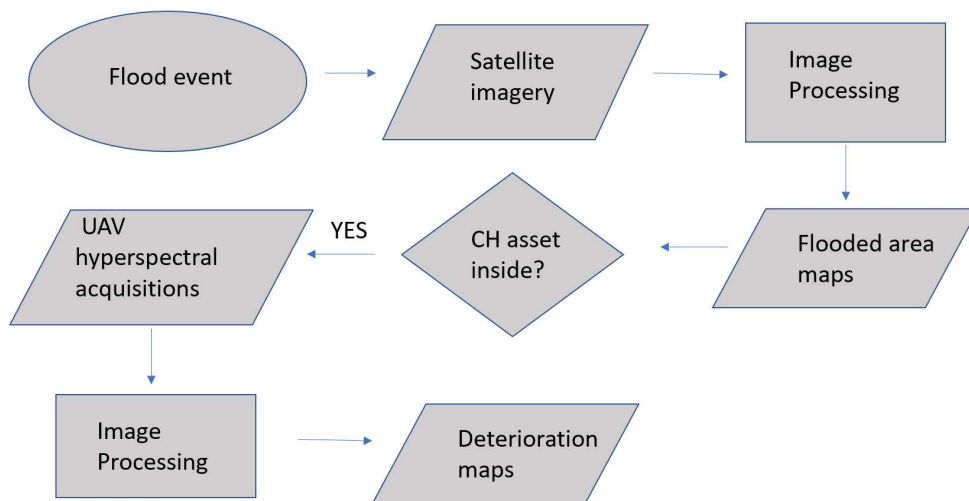 Flood event
Satellite
imagery
Image
Processing
Flooded area
maps
CH asset
inside?
YES
UAV
hyperspectral
acquisitions
Image
Processing
Deterioration
maps